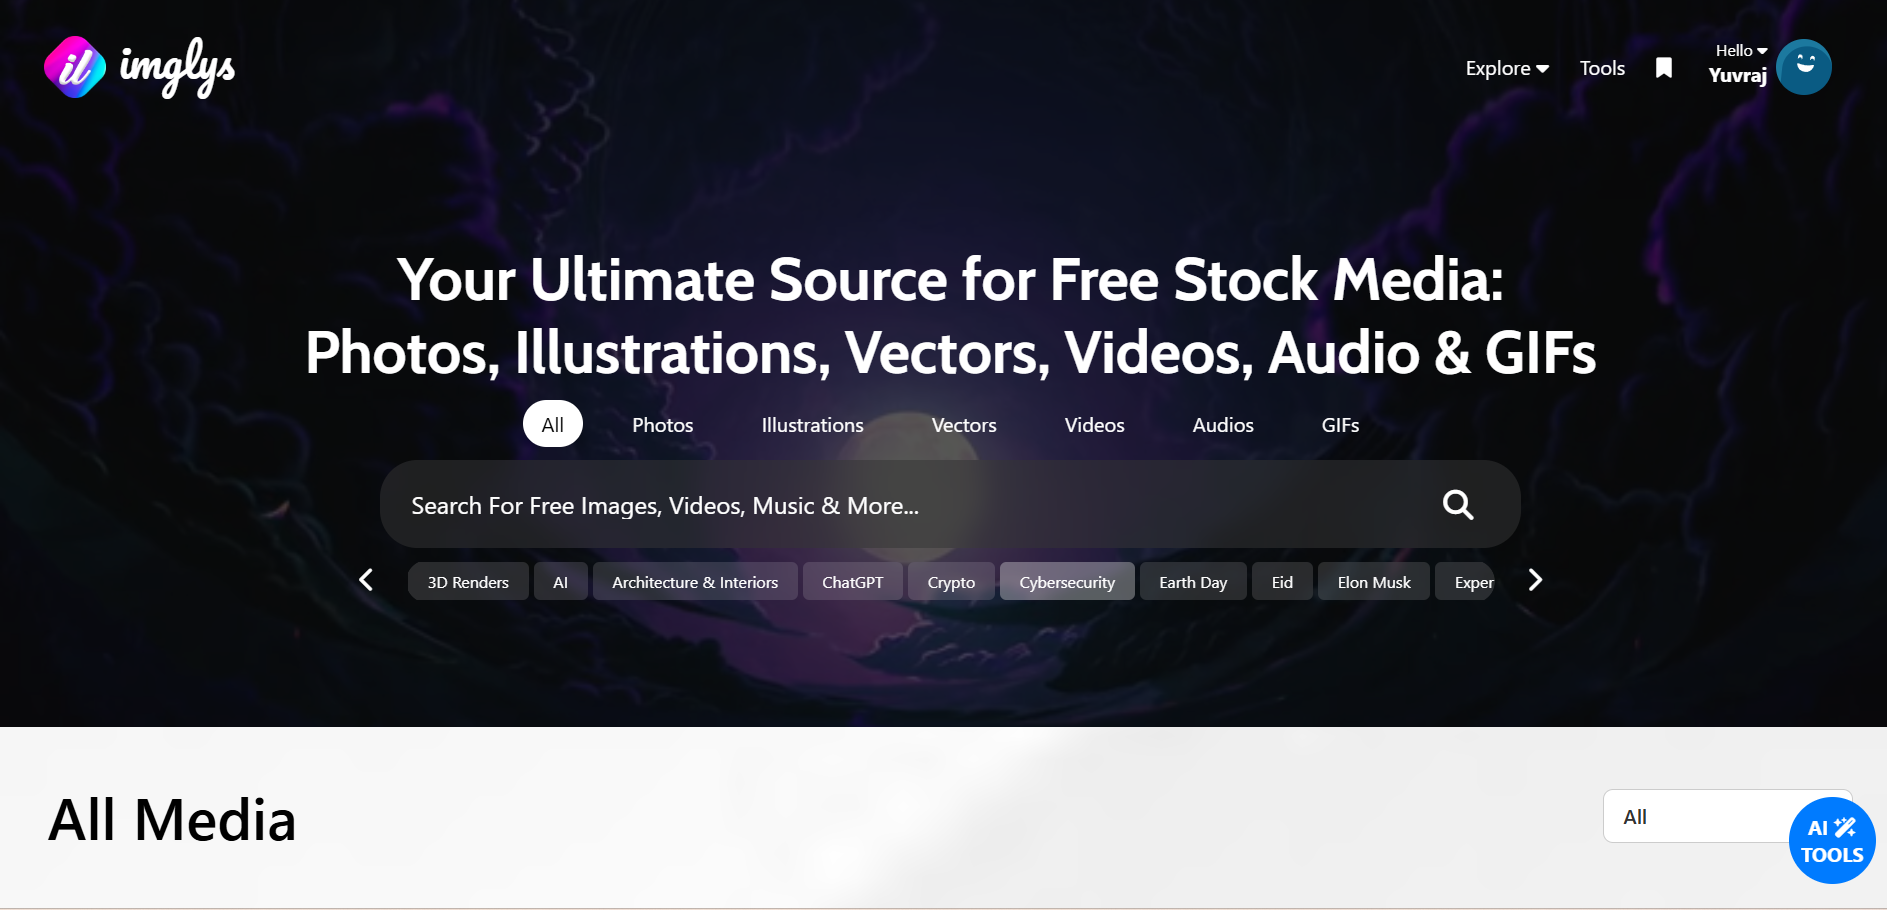 il imglys
Explore Tools Hello
Yuvraj
Your Ultimate Source for Free Stock Media:
Photos, Illustrations, Vectors, Videos, Audio & GIFs
All Photos Illustrations Vectors Videos Audios GIFs
Search For Free Images, Videos, Music & More...
3D Renders AI Architecture & Interiors ChatGPT Crypto Cybersecurity Earth Day Eid Elon Musk Exper
All Media
All
AI
TOOLS